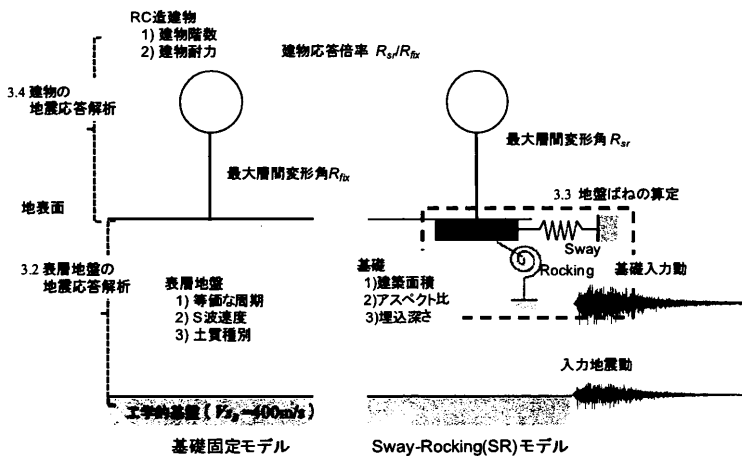 RC造建物
1) 建物階数
2) 建物耐力
建物応答倍率 Rsr/Rfix
3.4 建物の
地震応答解析
最大層間変形角 Rsr
最大層間変形角Rfix
3.3 地盤ばねの算定
地表面
Sway
3.2 表層地盤の
地震応答解析
表層地盤
1) 等価な周期
2) S波速度
3) 土質種別
基礎
1)建築面積
2)アスペクト比
3)埋込深さ
Rocking
基礎入力動
入力地震動
工学的基盤 ( VsB =400m/s )
基礎固定モデル
Sway-Rocking(SR)モデル